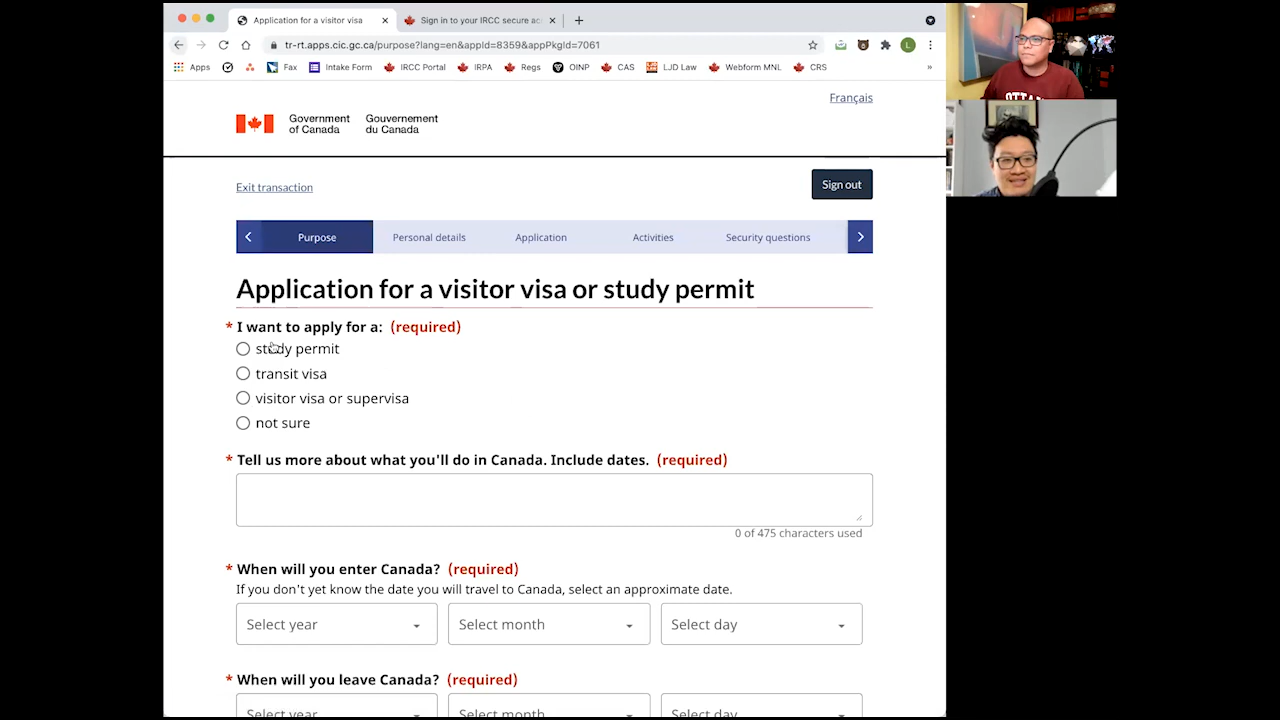 Application for a visitor visa
Sign in to your IRCC secure ac
tr-rt.apps.cic.gc.ca/purpose?lang=en&appId=8359&appPkgId=7061
L
Apps
Fax
Intake Form
IRCC Portal
IRPA
Regs
OINP
CAS
LJD Law
Webform MNL
CRS
»
Français
Government
of Canada
Gouvernement
du Canada
Exit transaction
Sign out
Purpose
Personal details
Application
Activities
Security questions
Application for a visitor visa or study permit
* I want to apply for a: (required)
study permit
transit visa
visitor visa or supervisa
not sure
* Tell us more about what you'll do in Canada. Include dates. (required)
0 of 475 characters used
* When will you enter Canada? (required)
If you don't yet know the date you will travel to Canada, select an approximate date.
Select year
Select month
Select day
* When will you leave Canada? (required)
Select year
Select month
Select day